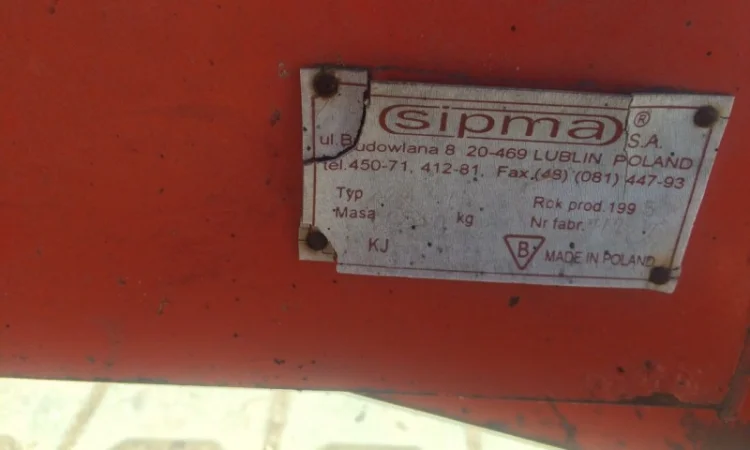 sipma ® S.A.
ul. Budowlana 8 20-469 LUBLIN POLAND
tel.450-71, 412-81, Fax.(48) (081) 447-93
Typ
Rok prod.199
Masa kg
Nr fabr.
KJ
B MADE IN POLAND